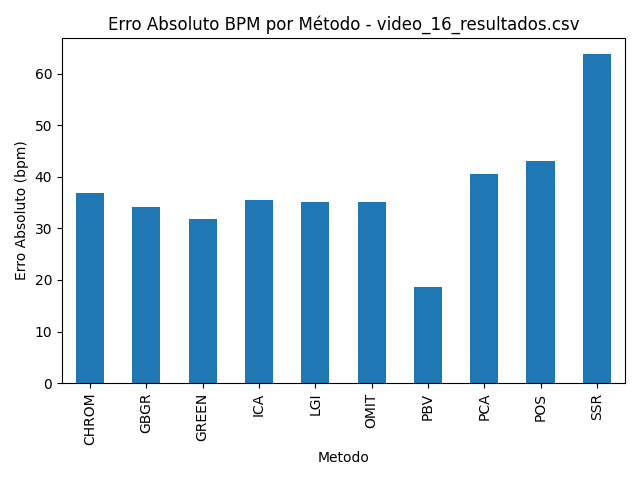 Erro Absoluto BPM por Método - video_16_resultados.csv
Erro Absoluto (bpm)
60
50
40
30
20
10
0
CHROM
GBGR
GREEN
ICA
LGI
OMIT
PBV
PCA
POS
SSR
Metodo